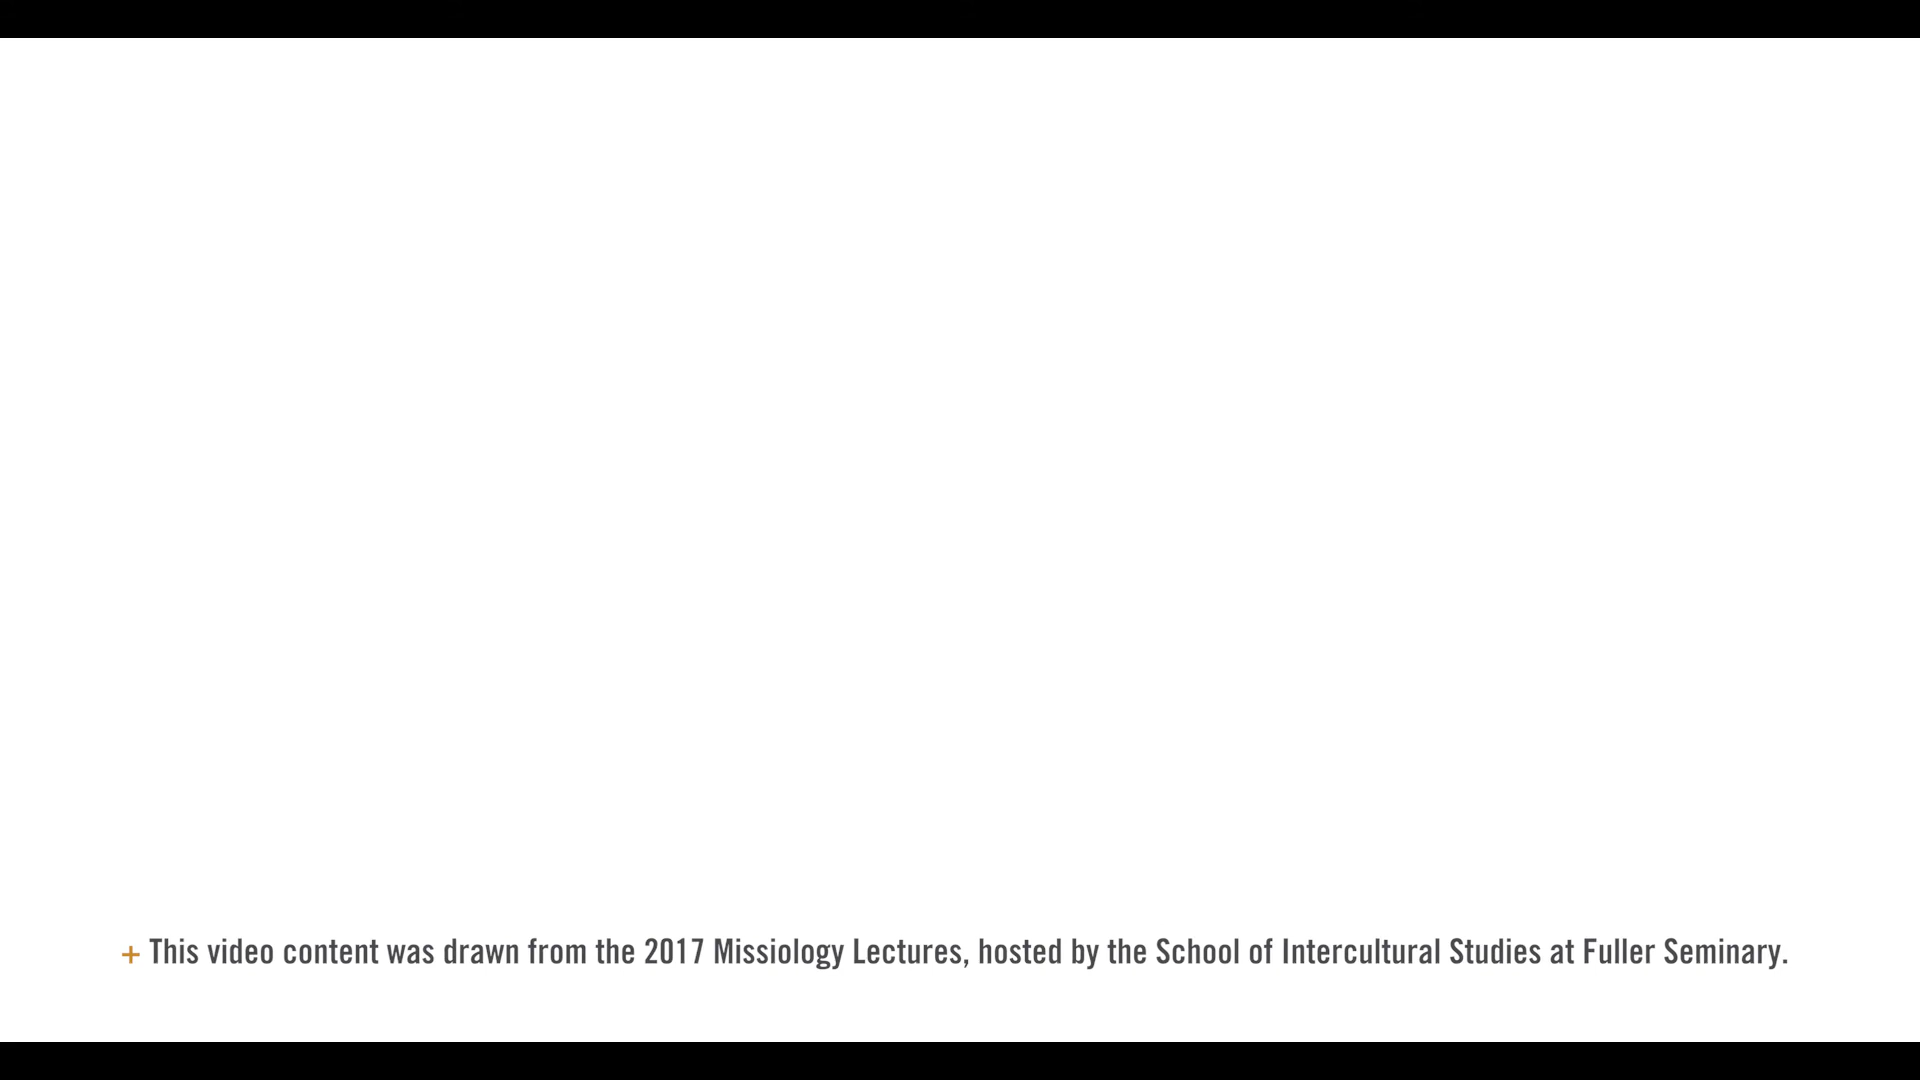 + This video content was drawn from the 2017 Missiology Lectures, hosted by the School of Intercultural Studies at Fuller Seminary.